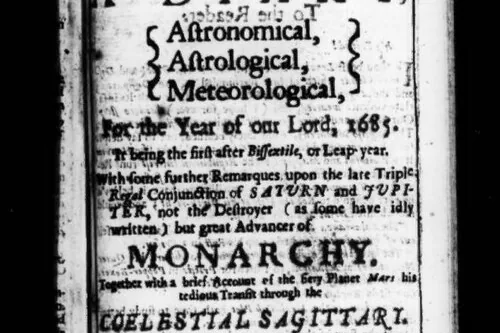 To the Reader
Aſtronomical,
Aſtrological,
Meteorological,
For the Year of our Lord, 1685.
It being the firſt after Biſſextile, or Leap year.
With ſome further Remarques upon the late Triple
Regal Conjunction of SATURN and JUPI-
TER, not the Deſtroyer (as ſome have idly
written) but great Advancer of
MONARCHY.
Together with a brief Account of the fiery Planet Mars his
tedious Tranſit through the
COELESTIAL SAGITTARY.